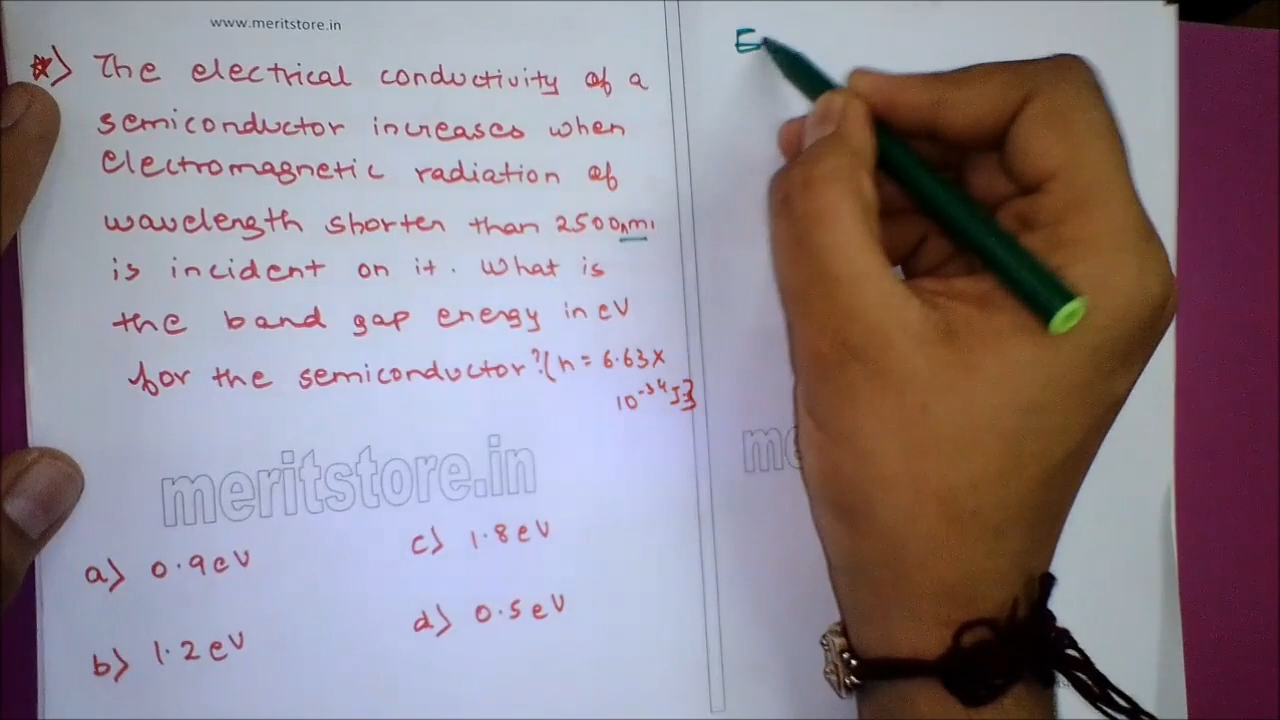 www.meritstore.in
*) The electrical conductivity of a
semiconductor increases when
electromagnetic radiation of
wavelength shorter than 2500nm
is incident on it. What is
the band gap energy in eV
for the semiconductor? (h = 6.63×
10⁻³⁴Js)
meritstore.in
a) 0.9eV
b) 1.2eV
c) 1.8eV
d) 0.5eV
E
me